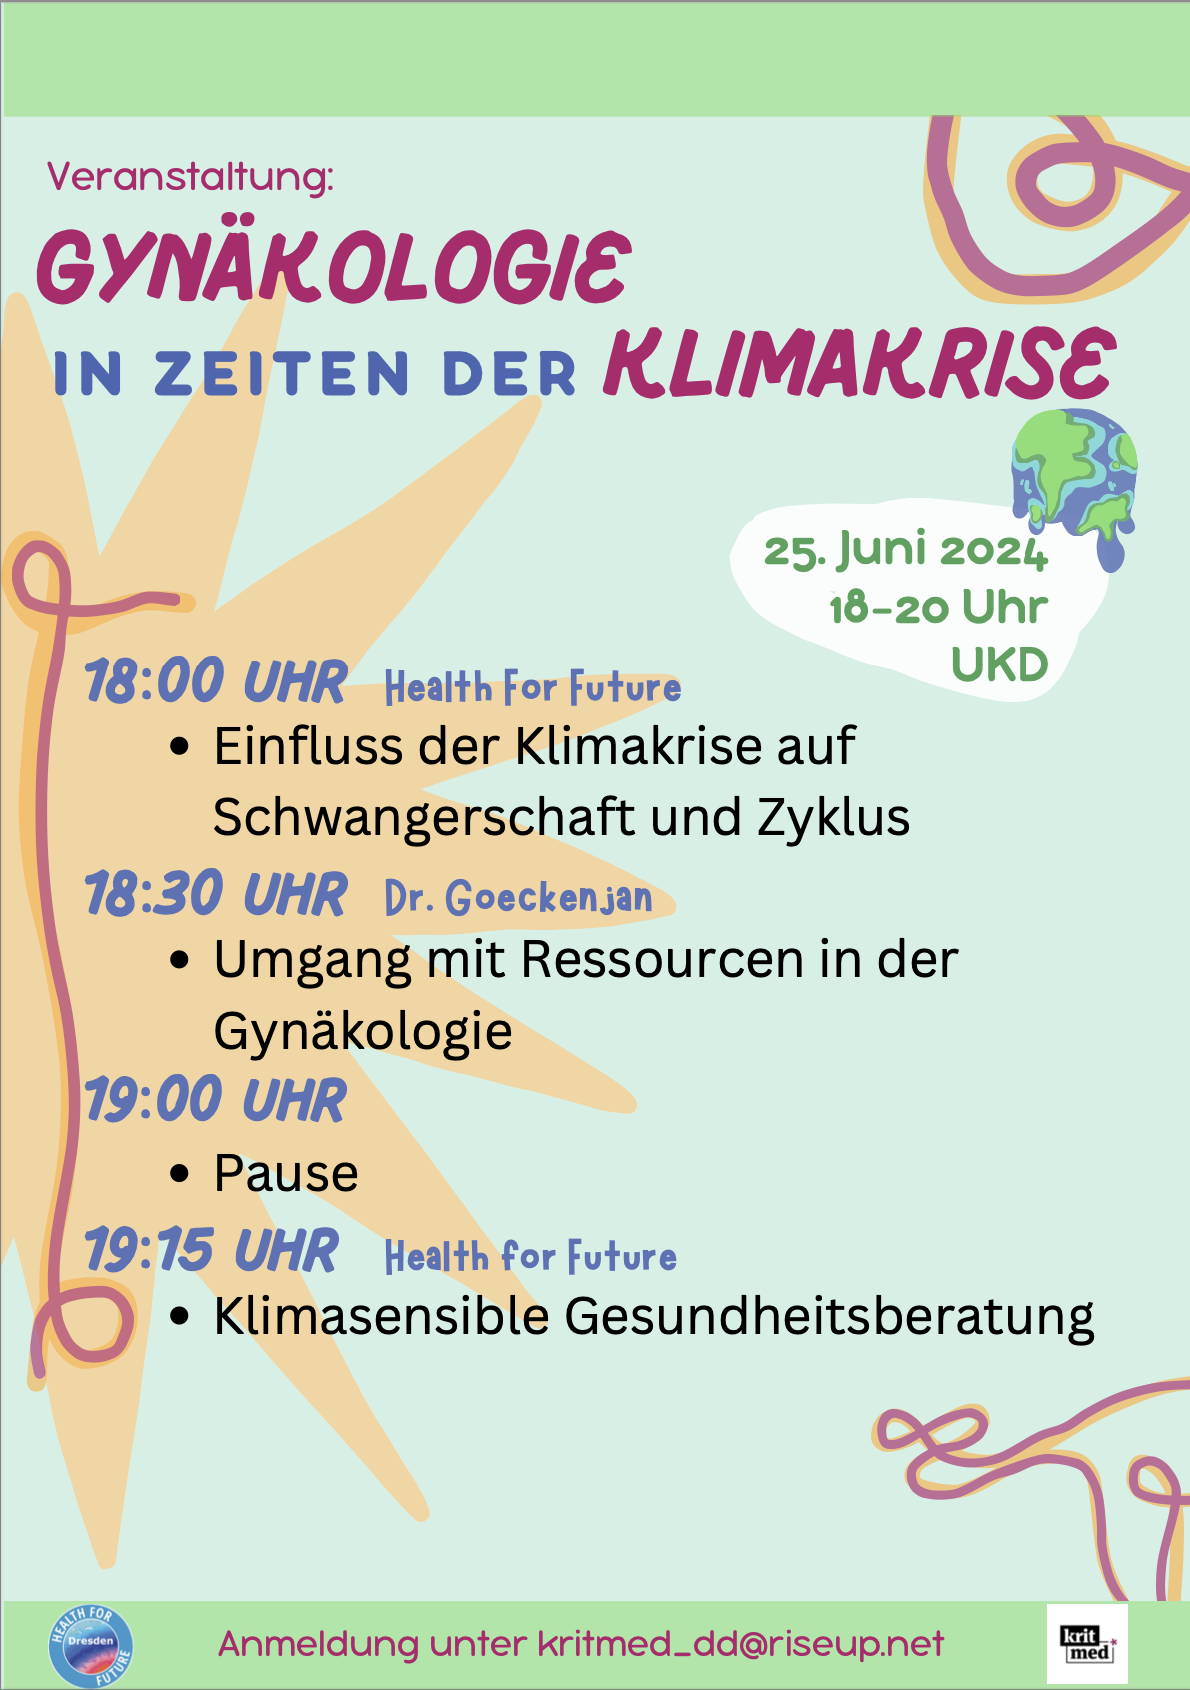 Veranstaltung:
GYNÄKOLOGIE
IN ZEITEN DER KLIMAKRISE
25. Juni 2024
18-20 Uhr
UKD
18:00 UHR Health For Future
• Einfluss der Klimakrise auf
Schwangerschaft und Zyklus
18:30 UHR Dr. Goeckenjan
• Umgang mit Ressourcen in der
Gynäkologie
19:00 UHR
• Pause
19:15 UHR Health for Future
• Klimasensible Gesundheitsberatung
HEALTH FOR
Dresden
FUTURE
Anmeldung unter kritmed_dd@riseup.net
krit
med*